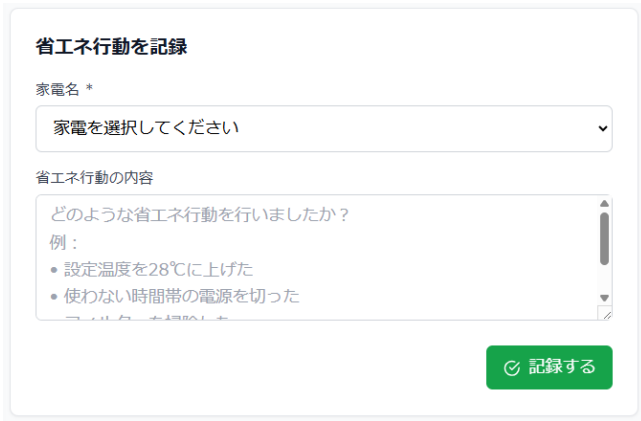 省エネ行動を記録
家電名 *
家電を選択してください
省エネ行動の内容
どのような省エネ行動を行いましたか？
例：
• 設定温度を28℃に上げた
• 使わない時間帯の電源を切った
記録する